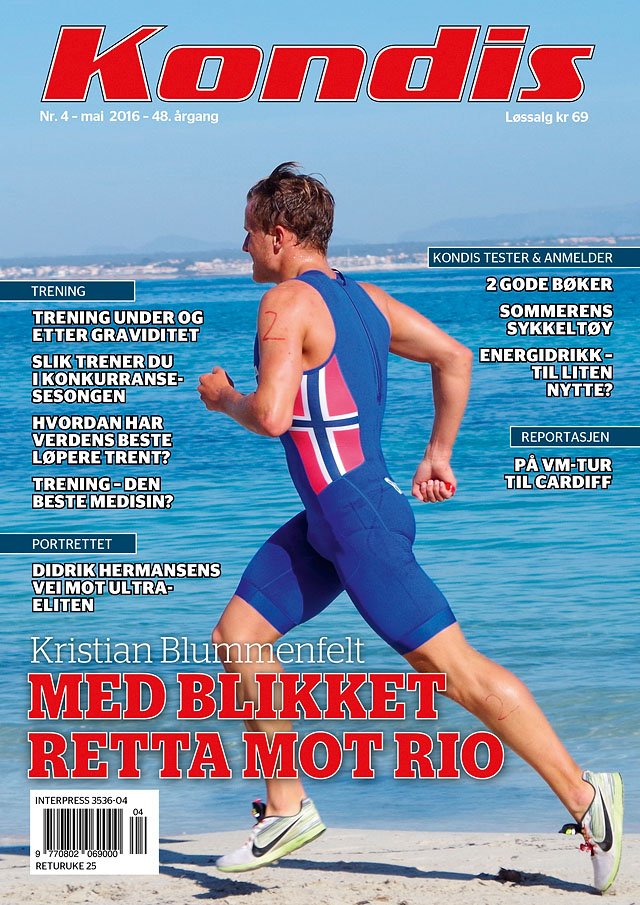 Kondis
Nr. 4 – mai 2016 – 48. årgang
Løssalg kr 69
TRENING
TRENING UNDER OG
ETTER GRAVIDITET
SLIK TRENER DU
I KONKURRANSE-
SESONGEN
HVORDAN HAR
VERDENS BESTE
LØPERE TRENT?
TRENING – DEN
BESTE MEDISIN?
PORTRETTET
DIDRIK HERMANSENS
VEI MOT ULTRA-
ELITEN
KONDIS TESTER & ANMELDER
2 GODE BØKER
SOMMERENS
SYKKELTØY
ENERGIDRIKK –
TIL LITEN
NYTTE?
REPORTASJEN
PÅ VM-TUR
TIL CARDIFF
2
2
Kristian Blummenfelt
MED BLIKKET
RETTA MOT RIO
INTERPRESS 3536-04
04
9 770802 069000
RETURUKE 25